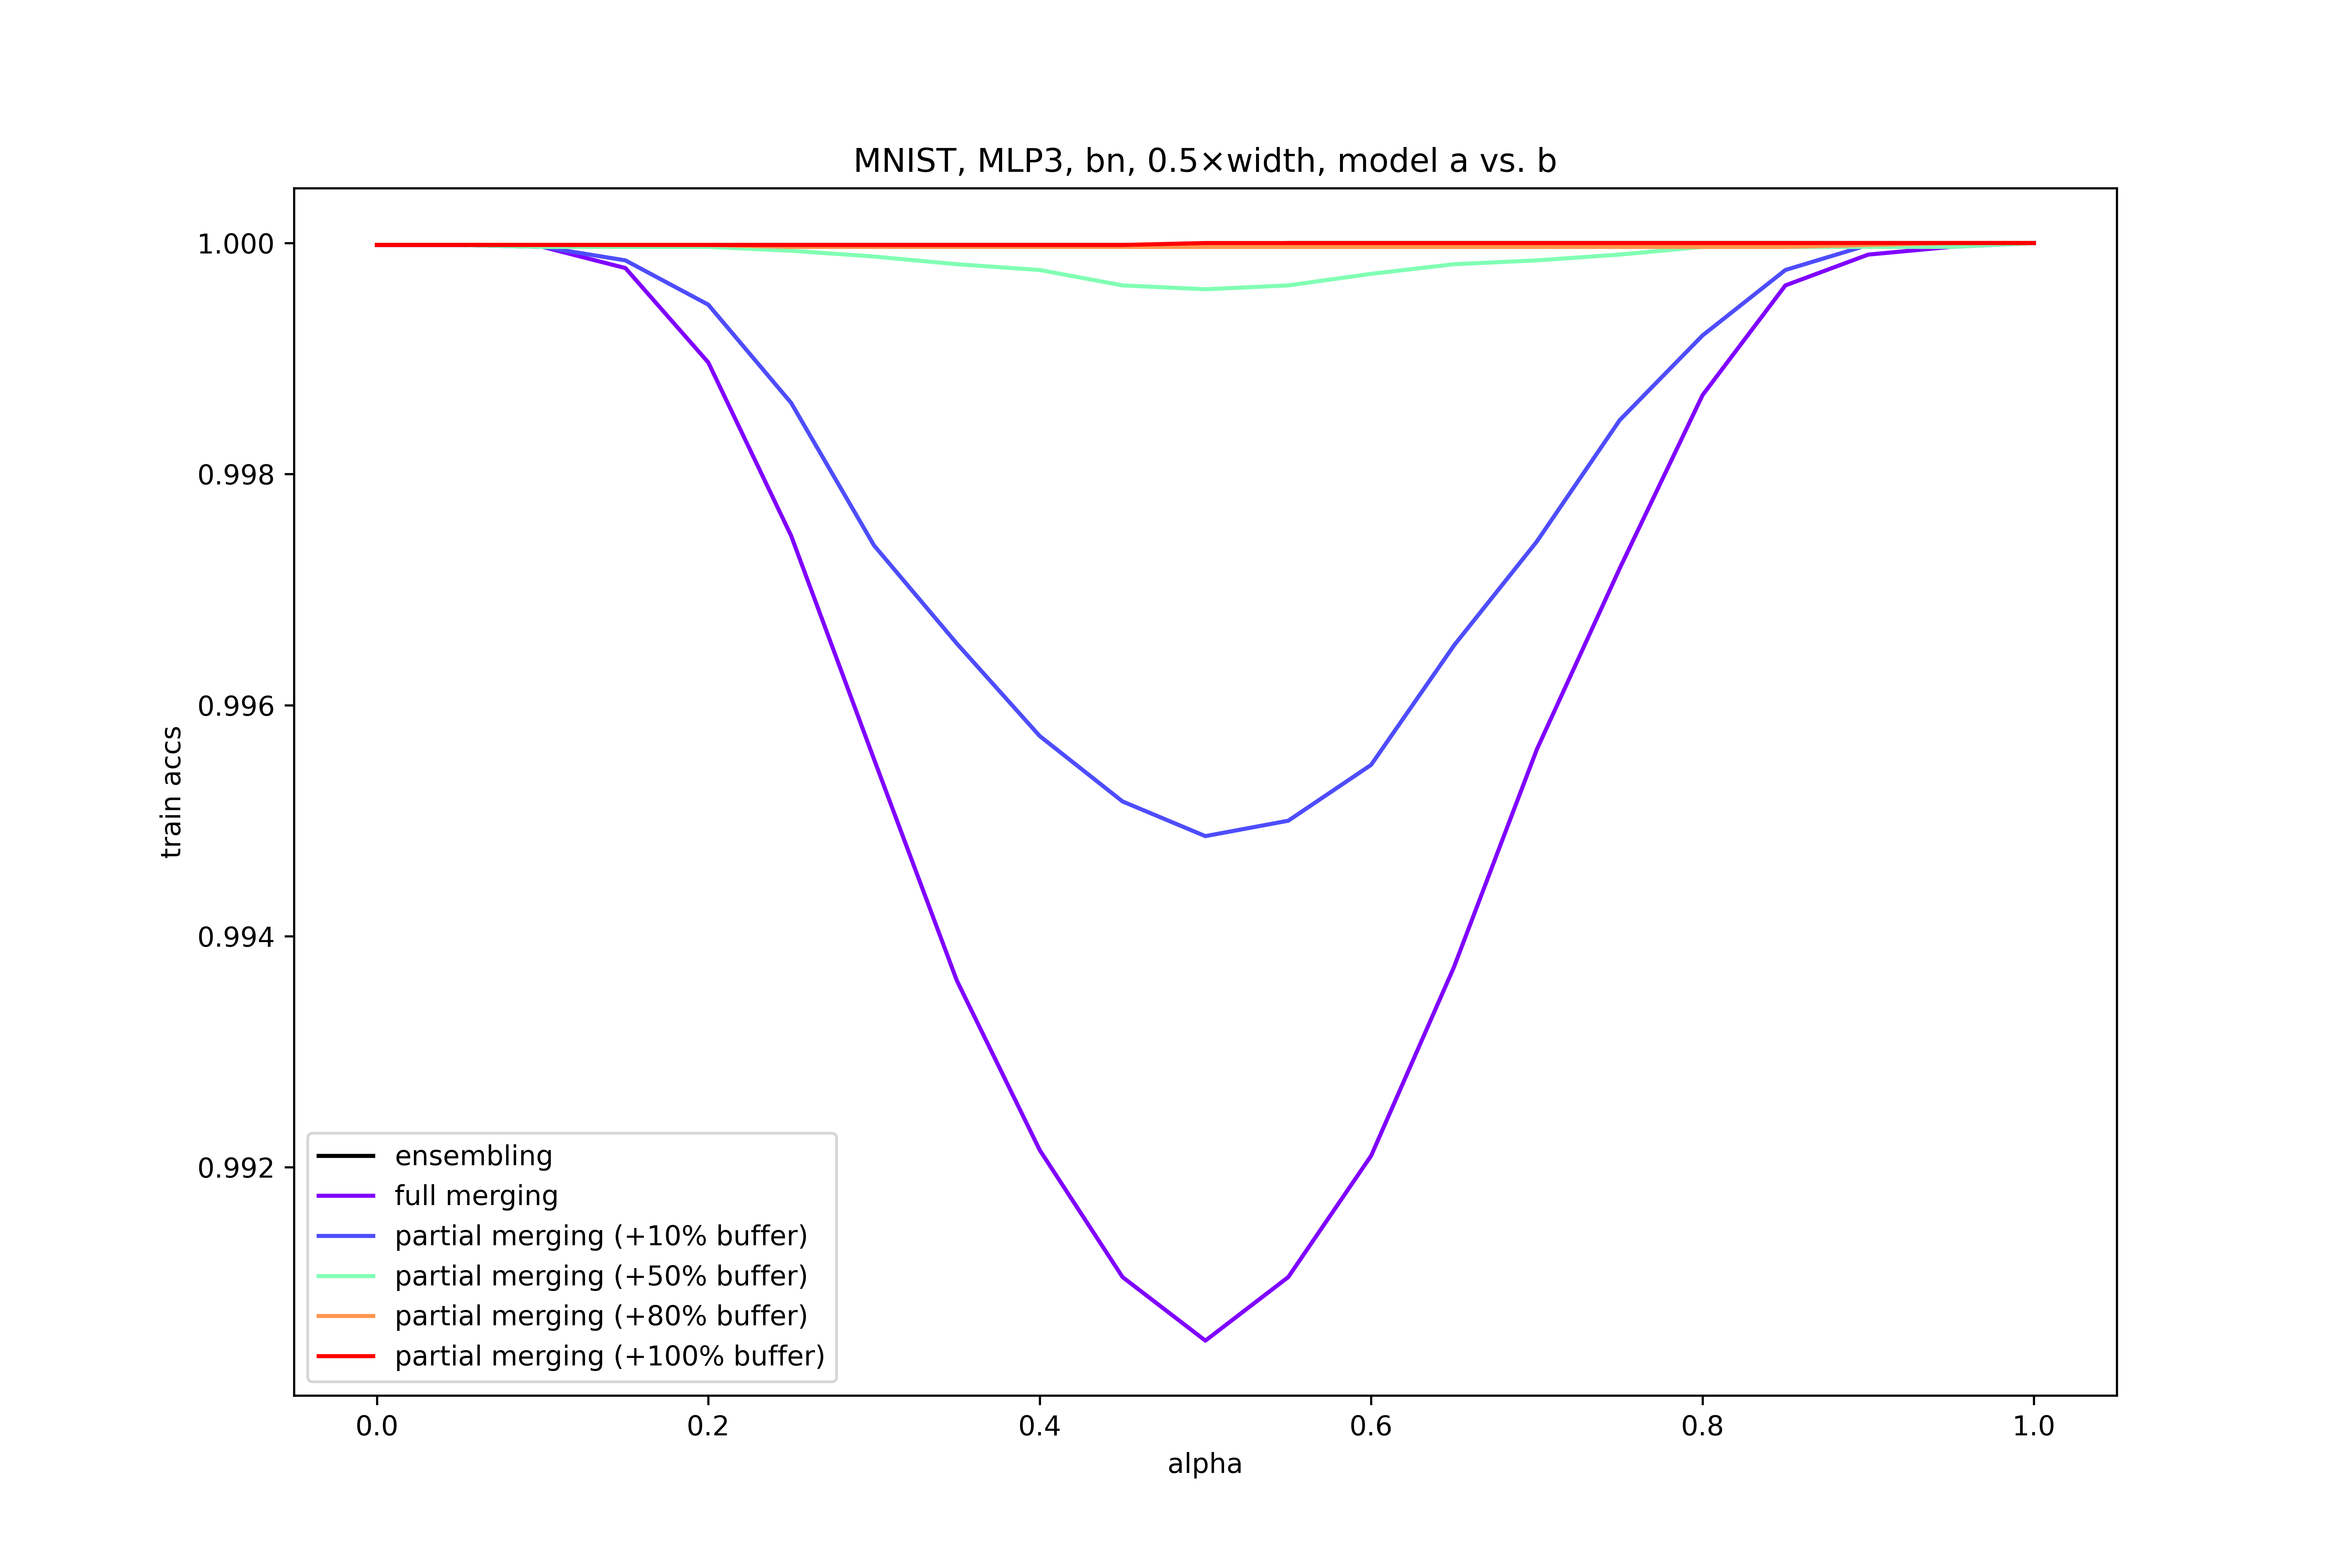 MNIST, MLP3, bn, 0.5×width, model a vs. b
1.000
0.998
0.996
0.994
0.992
train accs
ensembling
full merging
partial merging (+10% buffer)
partial merging (+50% buffer)
partial merging (+80% buffer)
partial merging (+100% buffer)
0.0 0.2 0.4 0.6 0.8 1.0
alpha